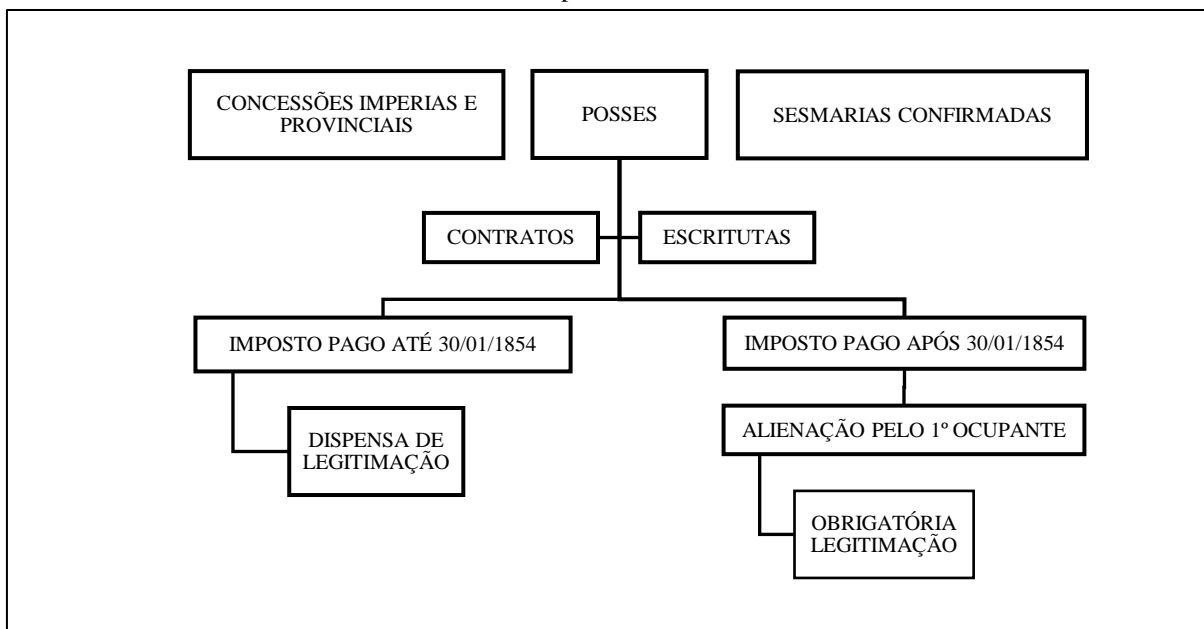 CONCESSÕES IMPERIAS E
PROVINCIAIS
POSSES
SESMARIAS CONFIRMADAS
CONTRATOS
ESCRITUTAS
IMPOSTO PAGO ATÉ 30/01/1854
IMPOSTO PAGO APÓS 30/01/1854
DISPENSA DE
LEGITIMAÇÃO
ALIENAÇÃO PELO 1º OCUPANTE
OBRIGATÓRIA
LEGITIMAÇÃO